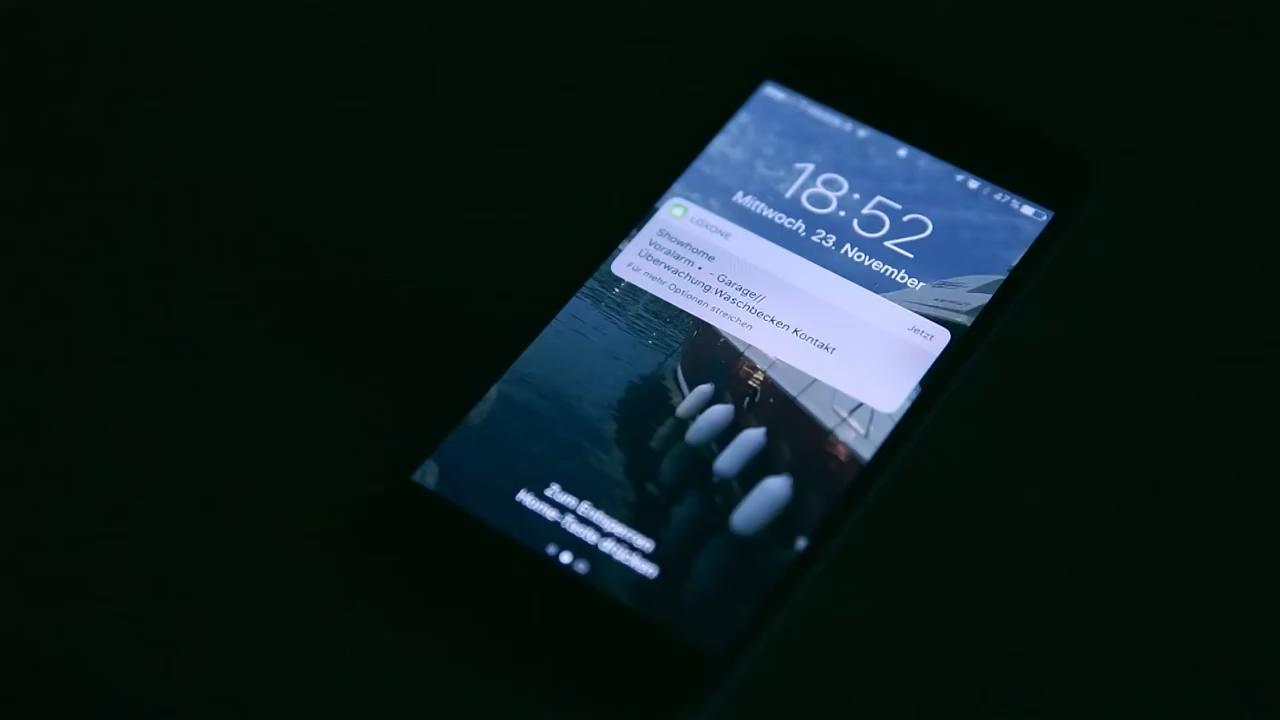 47 %
18:52
Mittwoch, 23. November
LOXONE
Jetzt
Showhome
Voralarm • - Garage//
Überwachung.Waschbecken Kontakt
Für mehr Optionen streichen
Zum Entsperren
Home-Taste drücken